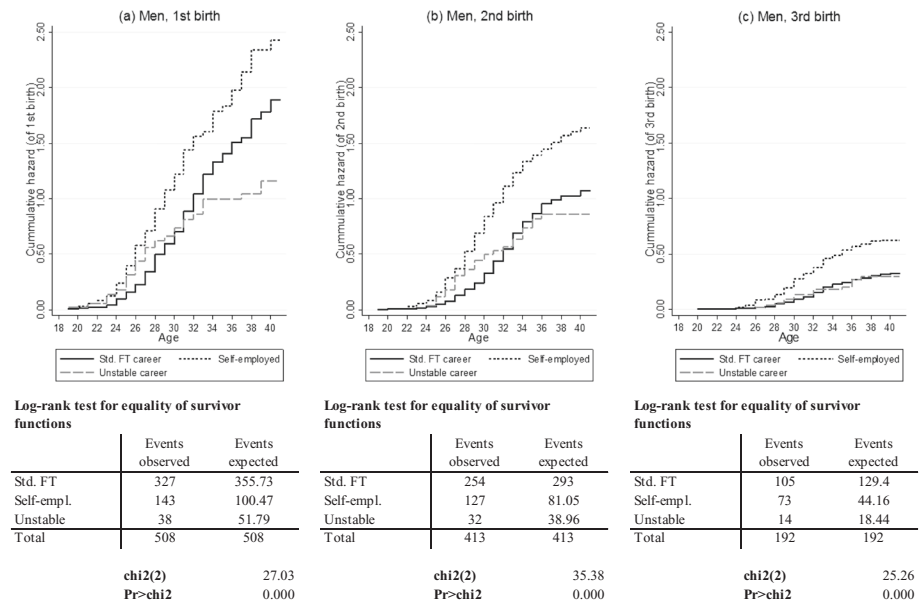 (a) Men, 1st birth
Cummulative hazard (of 1st birth)
2.50
2.00
1.50
1.00
0.50
0.00
18 20 22 24 26 28 30 32 34 36 38 40
Age
Std. FT career
Self-employed
Unstable career
(b) Men, 2nd birth
Cummulative hazard (of 2nd birth)
2.50
2.00
1.50
1.00
0.50
0.00
18 20 22 24 26 28 30 32 34 36 38 40
Age
Std. FT career
Self-employed
Unstable career
(c) Men, 3rd birth
Cummulative hazard (of 3rd birth)
2.50
2.00
1.50
1.00
0.50
0.00
18 20 22 24 26 28 30 32 34 36 38 40
Age
Std. FT career
Self-employed
Unstable career
Log-rank test for equality of survivor
functions
Events Events
observed expected
Std. FT 327 355.73
Self-empl. 143 100.47
Unstable 38 51.79
Total 508 508
chi2(2) 27.03
Pr>chi2 0.000
Log-rank test for equality of survivor
functions
Events Events
observed expected
Std. FT 254 293
Self-empl. 127 81.05
Unstable 32 38.96
Total 413 413
chi2(2) 35.38
Pr>chi2 0.000
Log-rank test for equality of survivor
functions
Events Events
observed expected
Std. FT 105 129.4
Self-empl. 73 44.16
Unstable 14 18.44
Total 192 192
chi2(2) 25.26
Pr>chi2 0.000